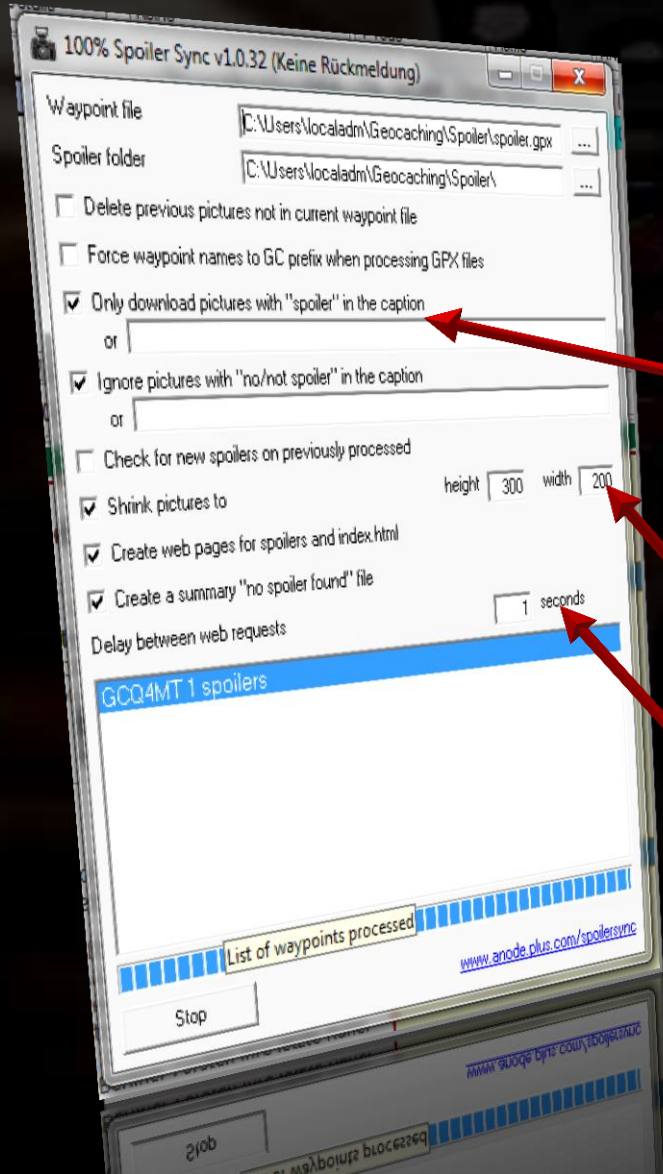 100% Spoiler Sync v1.0.32 (Keine Rückmeldung)
Waypoint file
C:\Users\localadm\Geocaching\Spoiler\spoiler.gpx
...
Spoiler folder
C:\Users\localadm\Geocaching\Spoiler\
...
Delete previous pictures not in current waypoint file
Force waypoint names to GC prefix when processing GPX files
Only download pictures with "spoiler" in the caption
or
Ignore pictures with "no/not spoiler" in the caption
or
Check for new spoilers on previously processed
Shrink pictures to height 300 width 200
Create web pages for spoilers and index.html
Create a summary "no spoiler found" file
Delay between web requests 1 seconds
GCQ4MT 1 spoilers
List of waypoints processed
www.anode.plus.com/spoilersync
Stop